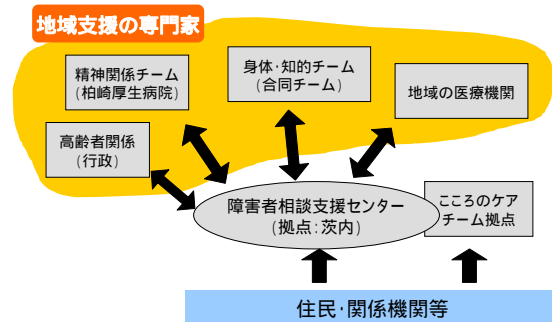 地域支援の専門家
精神関係チーム
(柏崎厚生病院)
身体･知的チーム
(合同チーム)
地域の医療機関
高齢者関係
(行政)
障害者相談支援センター
(拠点:茨内)
こころのケア
チーム拠点
住民･関係機関等